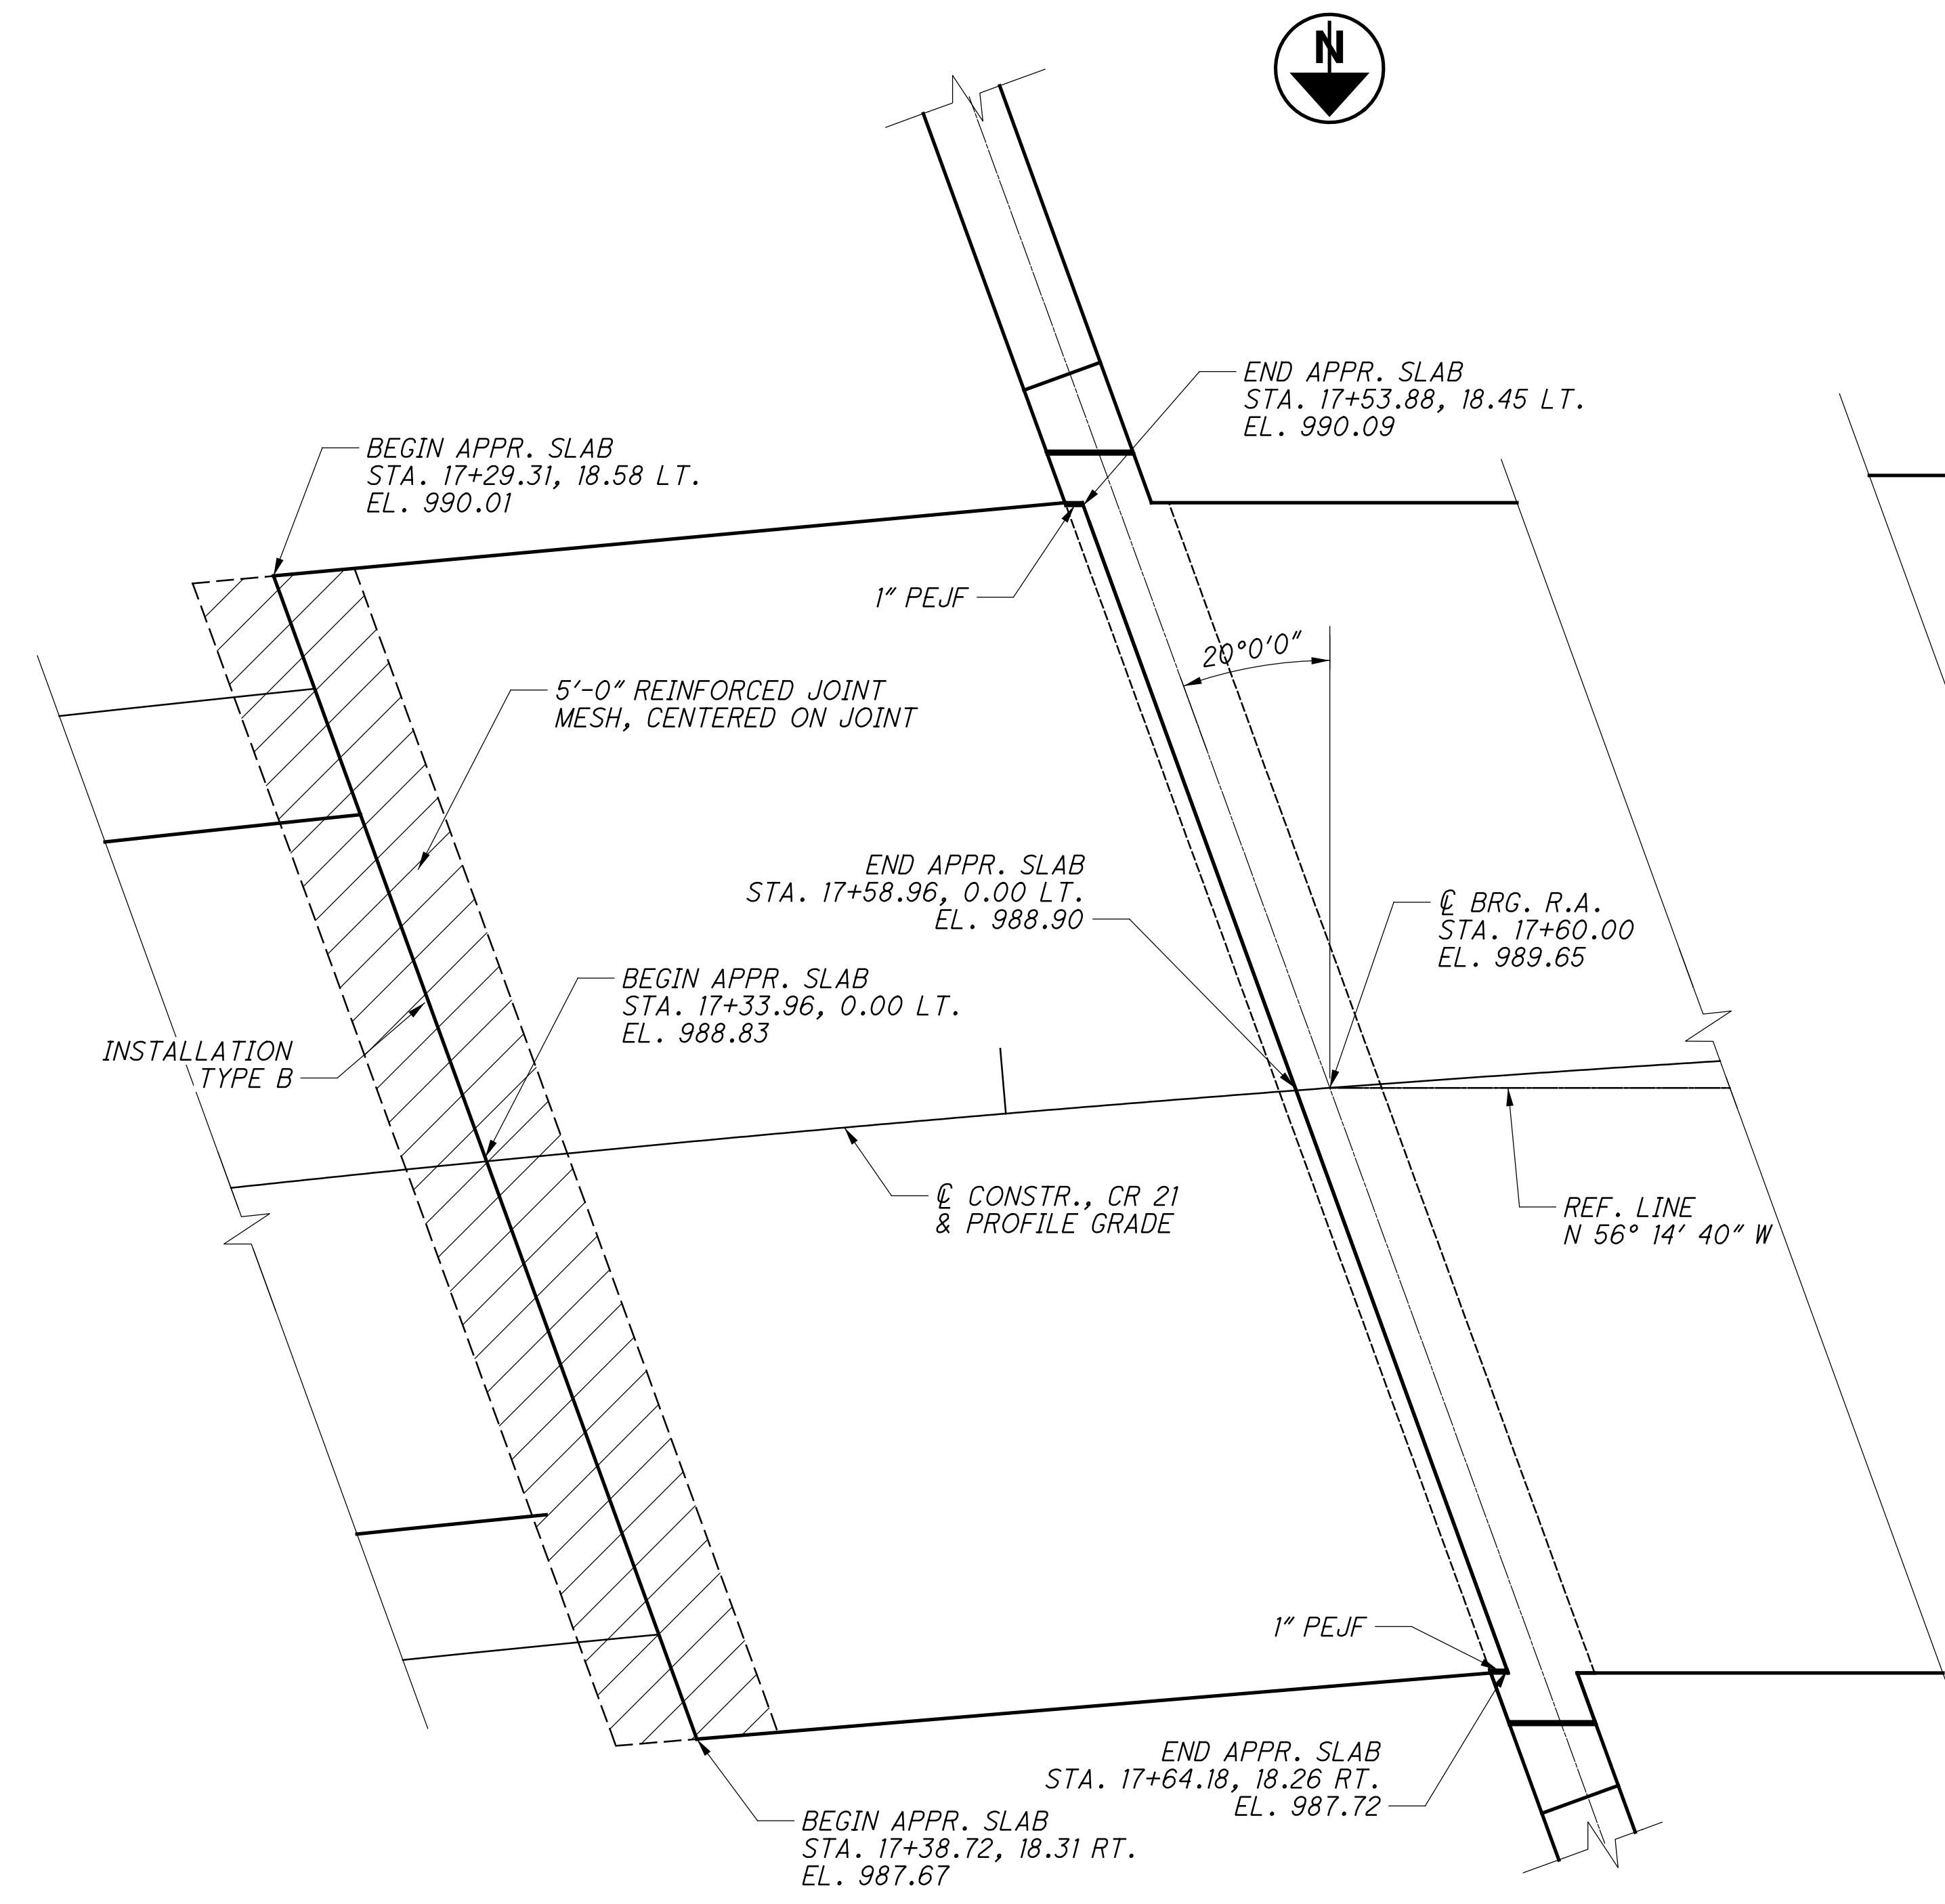 N
END APPR. SLAB
STA. 17+53.88, 18.45 LT.
EL. 990.09
BEGIN APPR. SLAB
STA. 17+29.31, 18.58 LT.
EL. 990.01
1" PEJF
20°0'0"
5'-0" REINFORCED JOINT
MESH, CENTERED ON JOINT
END APPR. SLAB
STA. 17+58.96, 0.00 LT.
EL. 988.90
℄ BRG. R.A.
STA. 17+60.00
EL. 989.65
BEGIN APPR. SLAB
STA. 17+33.96, 0.00 LT.
EL. 988.83
INSTALLATION
TYPE B
℄ CONSTR., CR 21
& PROFILE GRADE
REF. LINE
N 56° 14' 40" W
1" PEJF
END APPR. SLAB
STA. 17+64.18, 18.26 RT.
EL. 987.72
BEGIN APPR. SLAB
STA. 17+38.72, 18.31 RT.
EL. 987.67